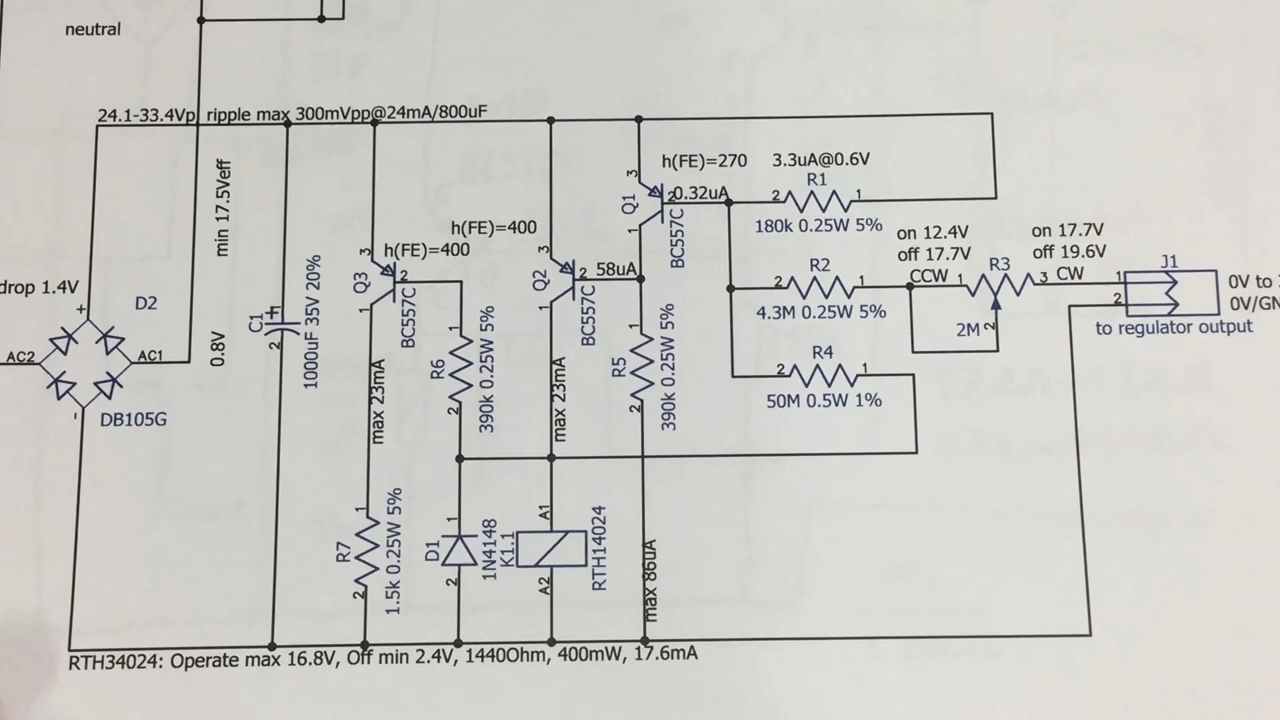 neutral
24.1-33.4Vp ripple max 300mVpp@24mA/800uF
min 17.5Veff
0.8V
drop 1.4V
D2
+
AC2
AC1
-
DB105G
C1
+
1
2
1000uF 35V 20%
Q3
3
h(FE)=400
2
1
BC557C
max 23mA
R7
1
2
1.5k 0.25W 5%
R6
1
2
390k 0.25W 5%
D1
1
2
1N4148
h(FE)=400
Q2
3
2
58uA
1
BC557C
max 23mA
K1.1
A1
A2
RTH14024
Q1
3
h(FE)=270
2
0.32uA
1
BC557C
R5
1
2
390k 0.25W 5%
max 86uA
3.3uA@0.6V
R1
2
1
180k 0.25W 5%
R2
2
1
4.3M 0.25W 5%
R4
2
1
50M 0.5W 1%
on 12.4V
off 17.7V
on 17.7V
off 19.6V
CCW
1
R3
3
CW
2M
2
J1
1
2
0V to
0V/GN
to regulator output
RTH34024: Operate max 16.8V, Off min 2.4V, 1440Ohm, 400mW, 17.6mA